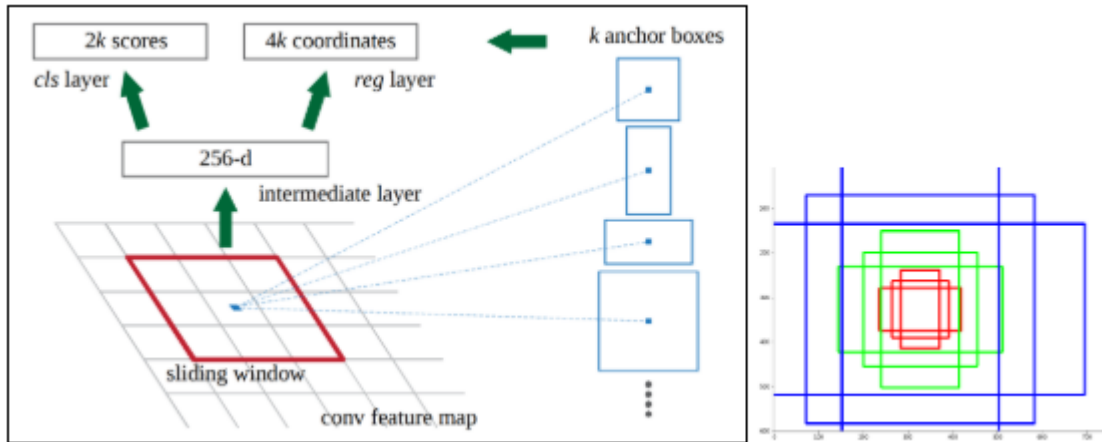 2k scores
4k coordinates
k anchor boxes
cls layer
reg layer
256-d
intermediate layer
sliding window
conv feature map